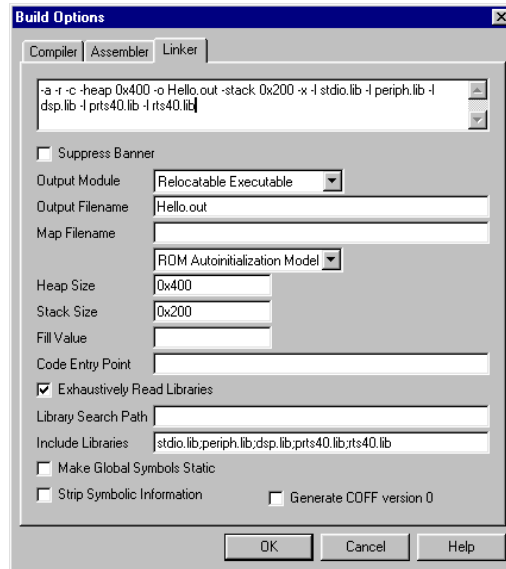 Build Options
Compiler Assembler Linker
-a -r -c -heap 0x400 -o Hello.out -stack 0x200 -x -l stdio.lib -l periph.lib -l
dsp.lib -l prts40.lib -l rts40.lib
Suppress Banner
Output Module Relocatable Executable
Output Filename Hello.out
Map Filename
ROM Autoinitialization Model
Heap Size 0x400
Stack Size 0x200
Fill Value
Code Entry Point
Exhaustively Read Libraries
Library Search Path
Include Libraries stdio.lib;periph.lib;dsp.lib;prts40.lib;rts40.lib
Make Global Symbols Static
Strip Symbolic Information Generate COFF version 0
OK Cancel Help